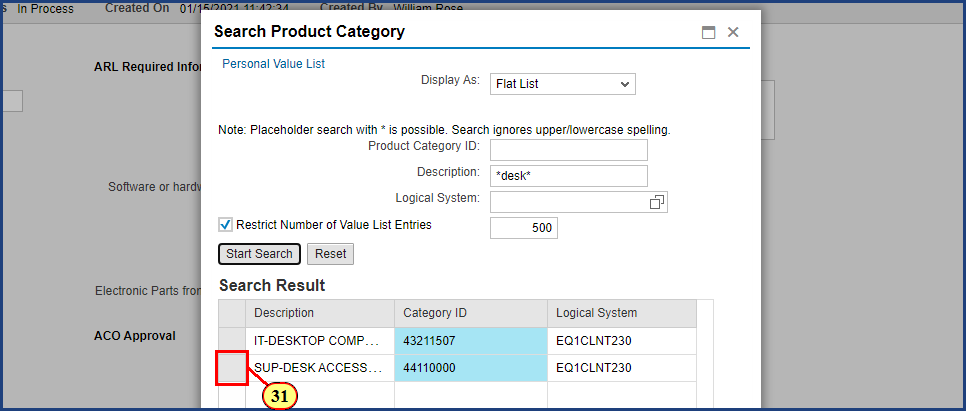 In Process Created On 01/15/2021 11:42:34 Created By William Rose
Search Product Category
ARL Required
Personal Value List
Display As: Flat List
Note: Placeholder search with * is possible. Search ignores upper/lowercase spelling.
Product Category ID:
Description: *desk*
Software or
Logical System:
Restrict Number of Value List Entries 500
Start Search Reset
Search Result
Electronic Parts
Description Category ID Logical System
ACO Approval
IT-DESKTOP COMP... 43211507 EQ1CLNT230
SUP-DESK ACCESS... 44110000 EQ1CLNT230
31